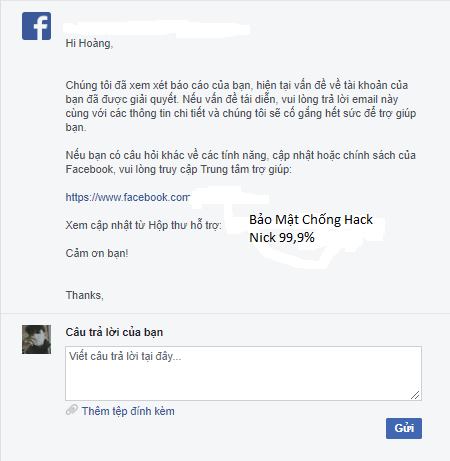 Hi Hoàng,
Chúng tôi đã xem xét báo cáo của bạn, hiện tại vấn đề về tài khoản của
bạn đã được giải quyết. Nếu vấn đề tái diễn, vui lòng trả lời email này
cùng với các thông tin chi tiết và chúng tôi sẽ cố gắng hết sức để trợ giúp
bạn.
Nếu bạn có câu hỏi khác về các tính năng, cập nhật hoặc chính sách của
Facebook, vui lòng truy cập Trung tâm trợ giúp:
https://www.facebook.com
Xem cập nhật từ Hộp thư hỗ trợ:
Bảo Mật Chống Hack
Nick 99,9%
Cảm ơn bạn!
Thanks,
Câu trả lời của bạn
Viết câu trả lời tại đây...
Thêm tệp đính kèm
Gửi